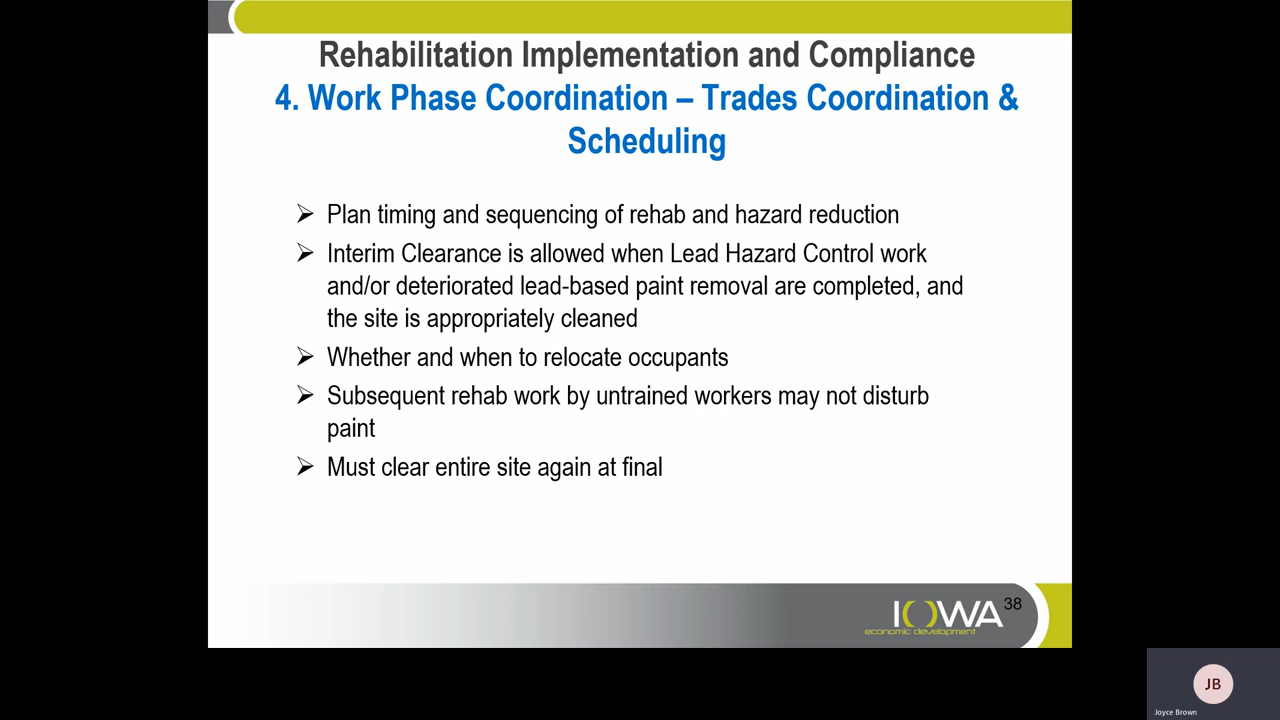 Rehabilitation Implementation and Compliance
4. Work Phase Coordination – Trades Coordination &
Scheduling
➢ Plan timing and sequencing of rehab and hazard reduction
➢ Interim Clearance is allowed when Lead Hazard Control work
and/or deteriorated lead-based paint removal are completed, and
the site is appropriately cleaned
➢ Whether and when to relocate occupants
➢ Subsequent rehab work by untrained workers may not disturb
paint
➢ Must clear entire site again at final
38
IOWA
economic development
JB
Joyce Brown